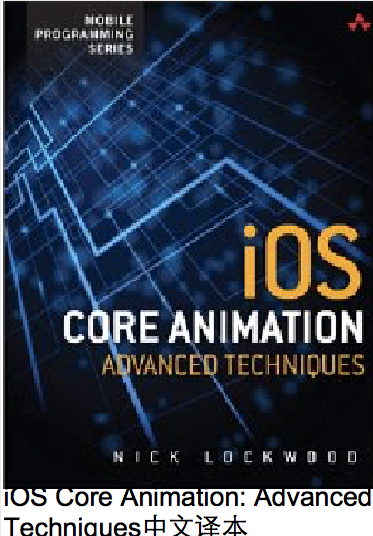 MOBILE
PROGRAMMING
SERIES
iOS
CORE ANIMATION
ADVANCED TECHNIQUES
NICK LOCKWOOD
iOS Core Animation: Advanced
Techniques中文译本